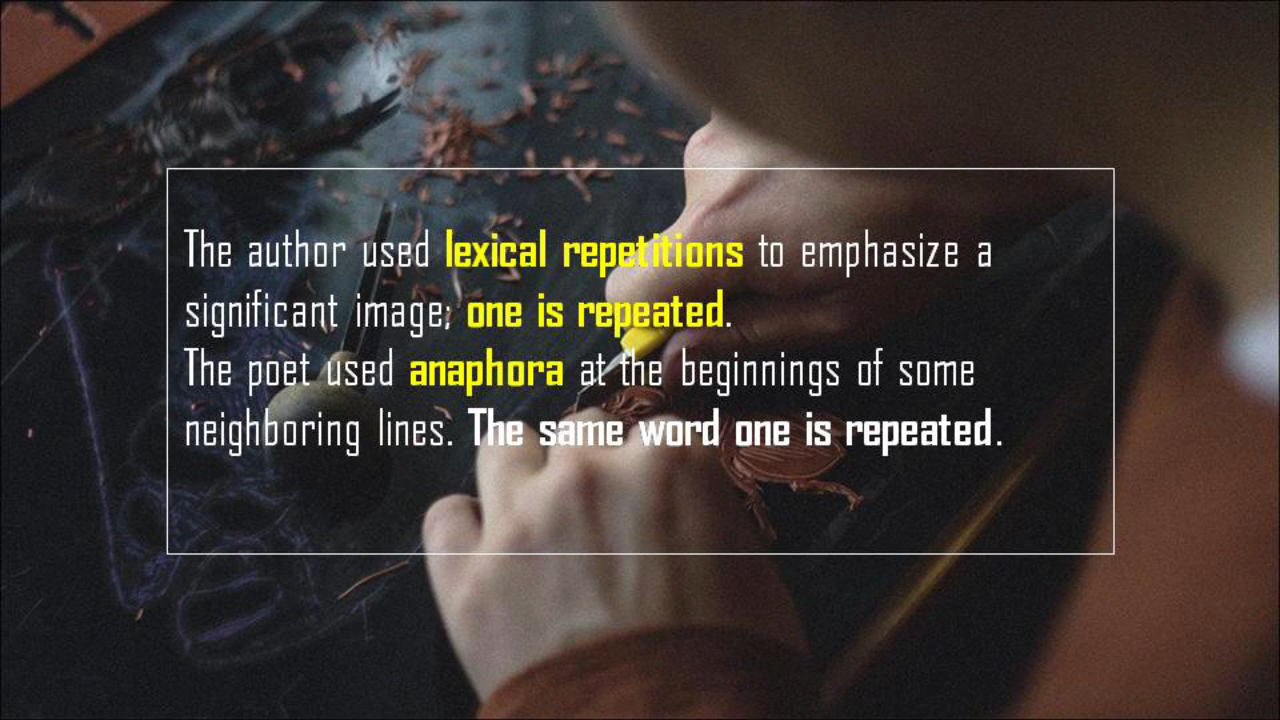 The author used lexical repetitions to emphasize a
significant image; one is repeated.
The poet used anaphora at the beginnings of some
neighboring lines. The same word one is repeated.